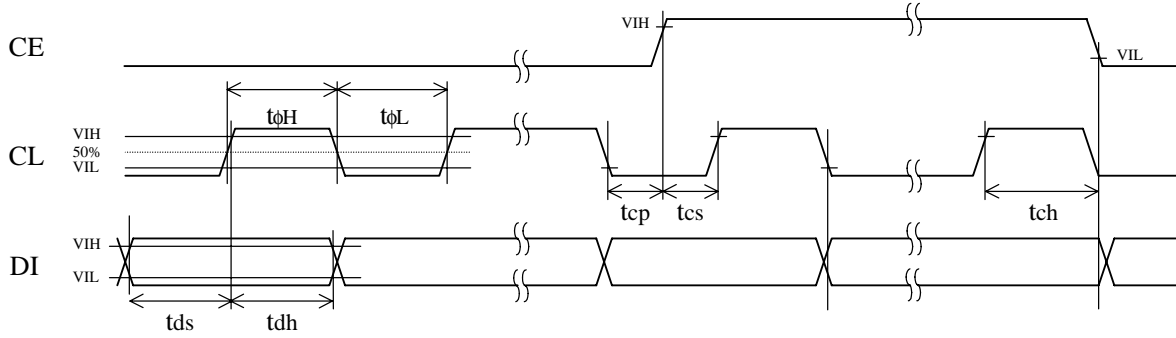 VIH
CE
VIL
tφH
tφL
VIH
50%
VIL
CL
tcp
tcs
tch
VIH
VIL
DI
tds
tdh